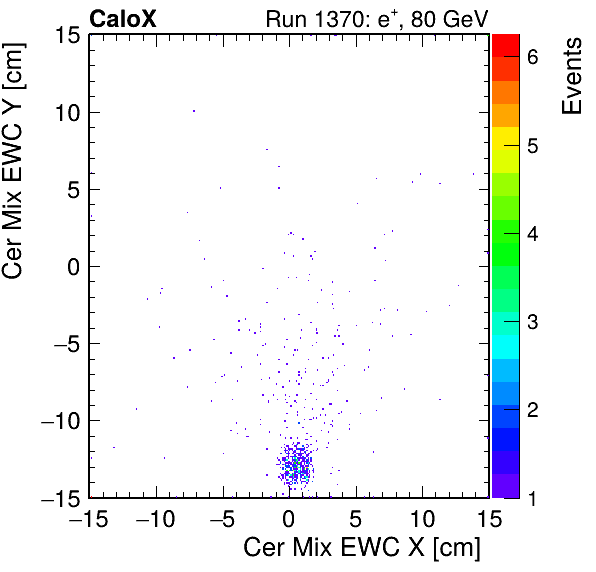 CaloX
Run 1370: e+, 80 GeV
Cer Mix EWC Y [cm]
15
10
5
0
−5
−10
−15
−15 −10 −5 0 5 10 15
Cer Mix EWC X [cm]
Events
6
5
4
3
2
1